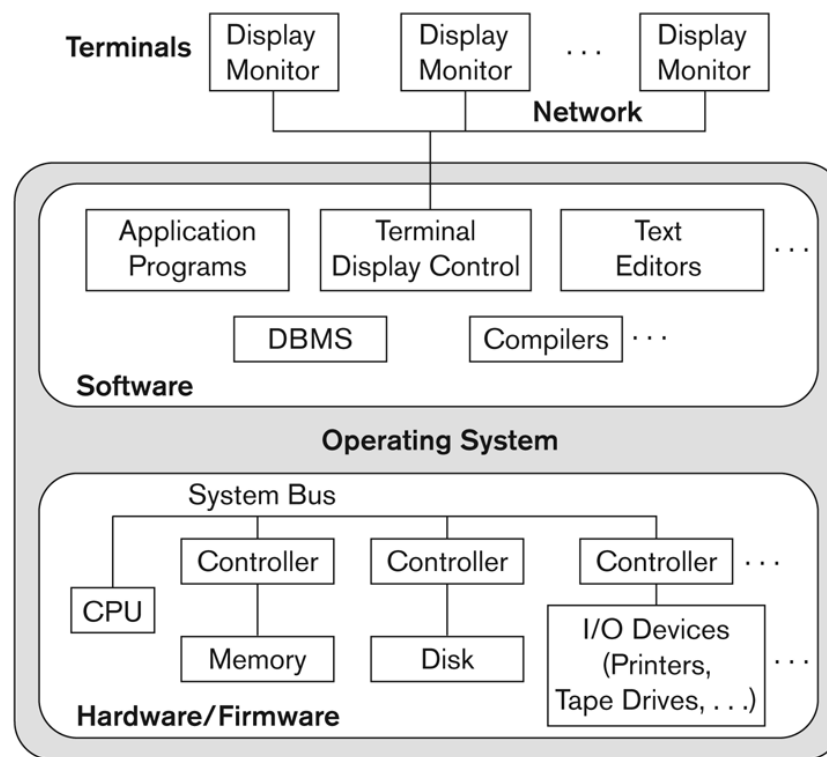 Terminals
Display
Monitor
Display
Monitor
. . .
Display
Monitor
Network
Application
Programs
Terminal
Display Control
Text
Editors
. . .
DBMS
Compilers
. . .
Software
Operating System
System Bus
Controller
Controller
Controller
. . .
CPU
Memory
Disk
I/O Devices
(Printers,
Tape Drives, . . .)
. . .
Hardware/Firmware